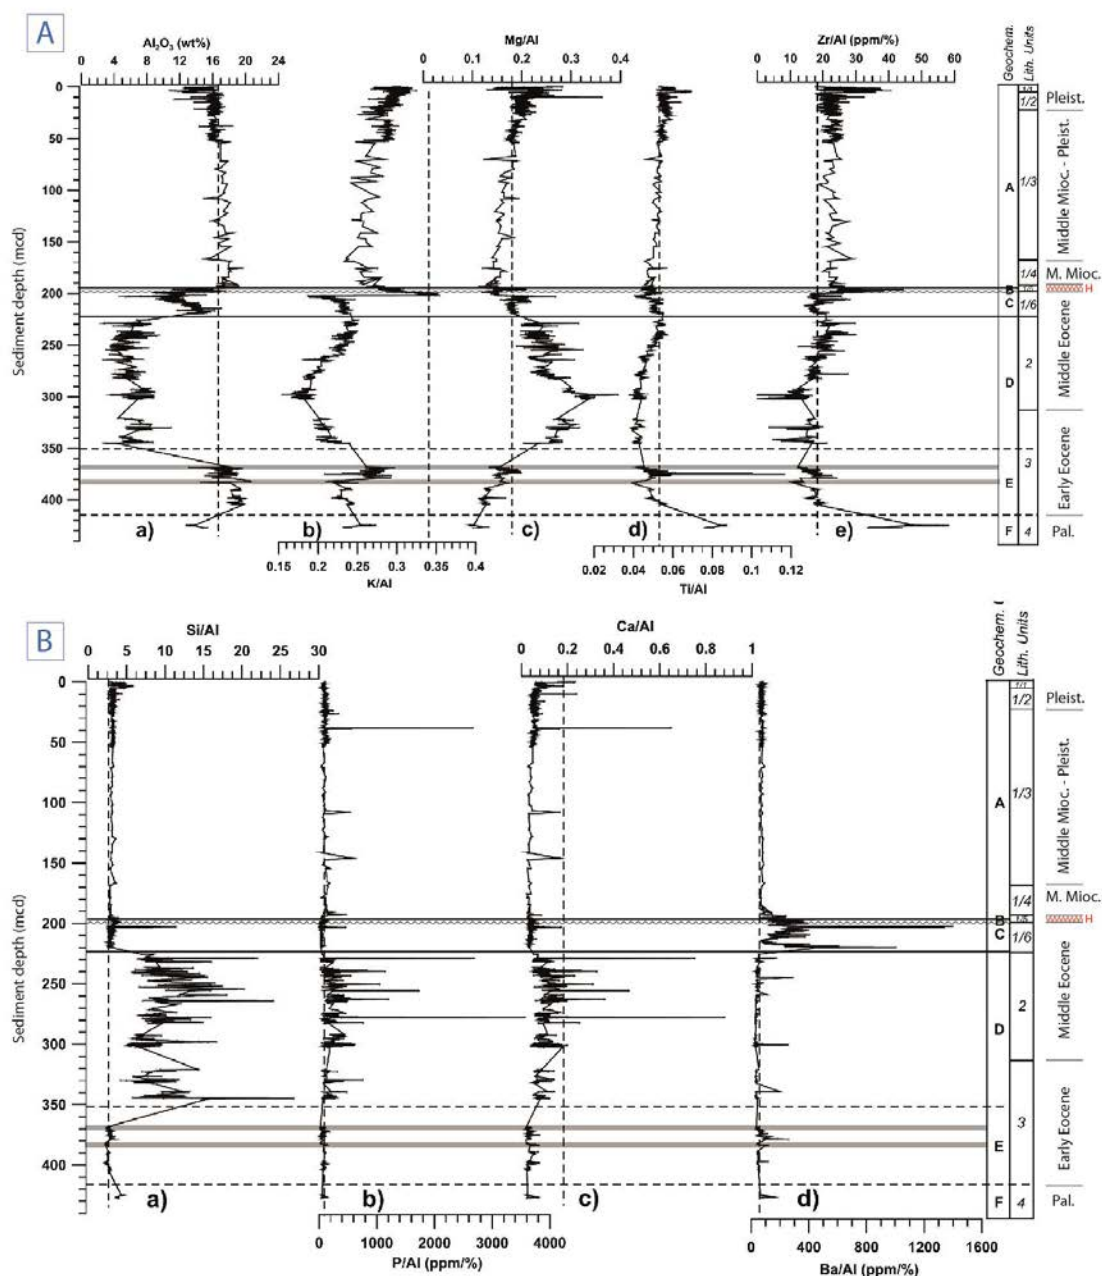 A
Al₂O₃ (wt%)
0 4 8 12 16 20 24
Mg/Al
0 0.1 0.2 0.3 0.4
Zr/Al (ppm/%)
0 10 20 30 40 50 60
Geochem.
Lith. Units
Sediment depth (mcd)
0
50
100
150
200
250
300
350
400
a)
b)
c)
d)
e)
0.15 0.2 0.25 0.3 0.35 0.4
K/Al
0.02 0.04 0.06 0.08 0.1 0.12
Ti/Al
A
B
C
D
E
F
1/2
1/3
1/4
1/6
2
3
4
Pleist.
Middle Mioc. - Pleist.
M. Mioc.
H
Middle Eocene
Early Eocene
Pal.
B
Si/Al
0 5 10 15 20 25 30
Ca/Al
0 0.2 0.4 0.6 0.8 1
Geochem.
Lith. Units
Sediment depth (mcd)
0
50
100
150
200
250
300
350
400
a)
b)
c)
d)
0 1000 2000 3000 4000
P/Al (ppm/%)
0 400 800 1200 1600
Ba/Al (ppm/%)
A
B
C
D
E
F
1/1
1/2
1/3
1/4
1/6
2
3
4
Pleist.
Middle Mioc. - Pleist.
M. Mioc.
H
Middle Eocene
Early Eocene
Pal.